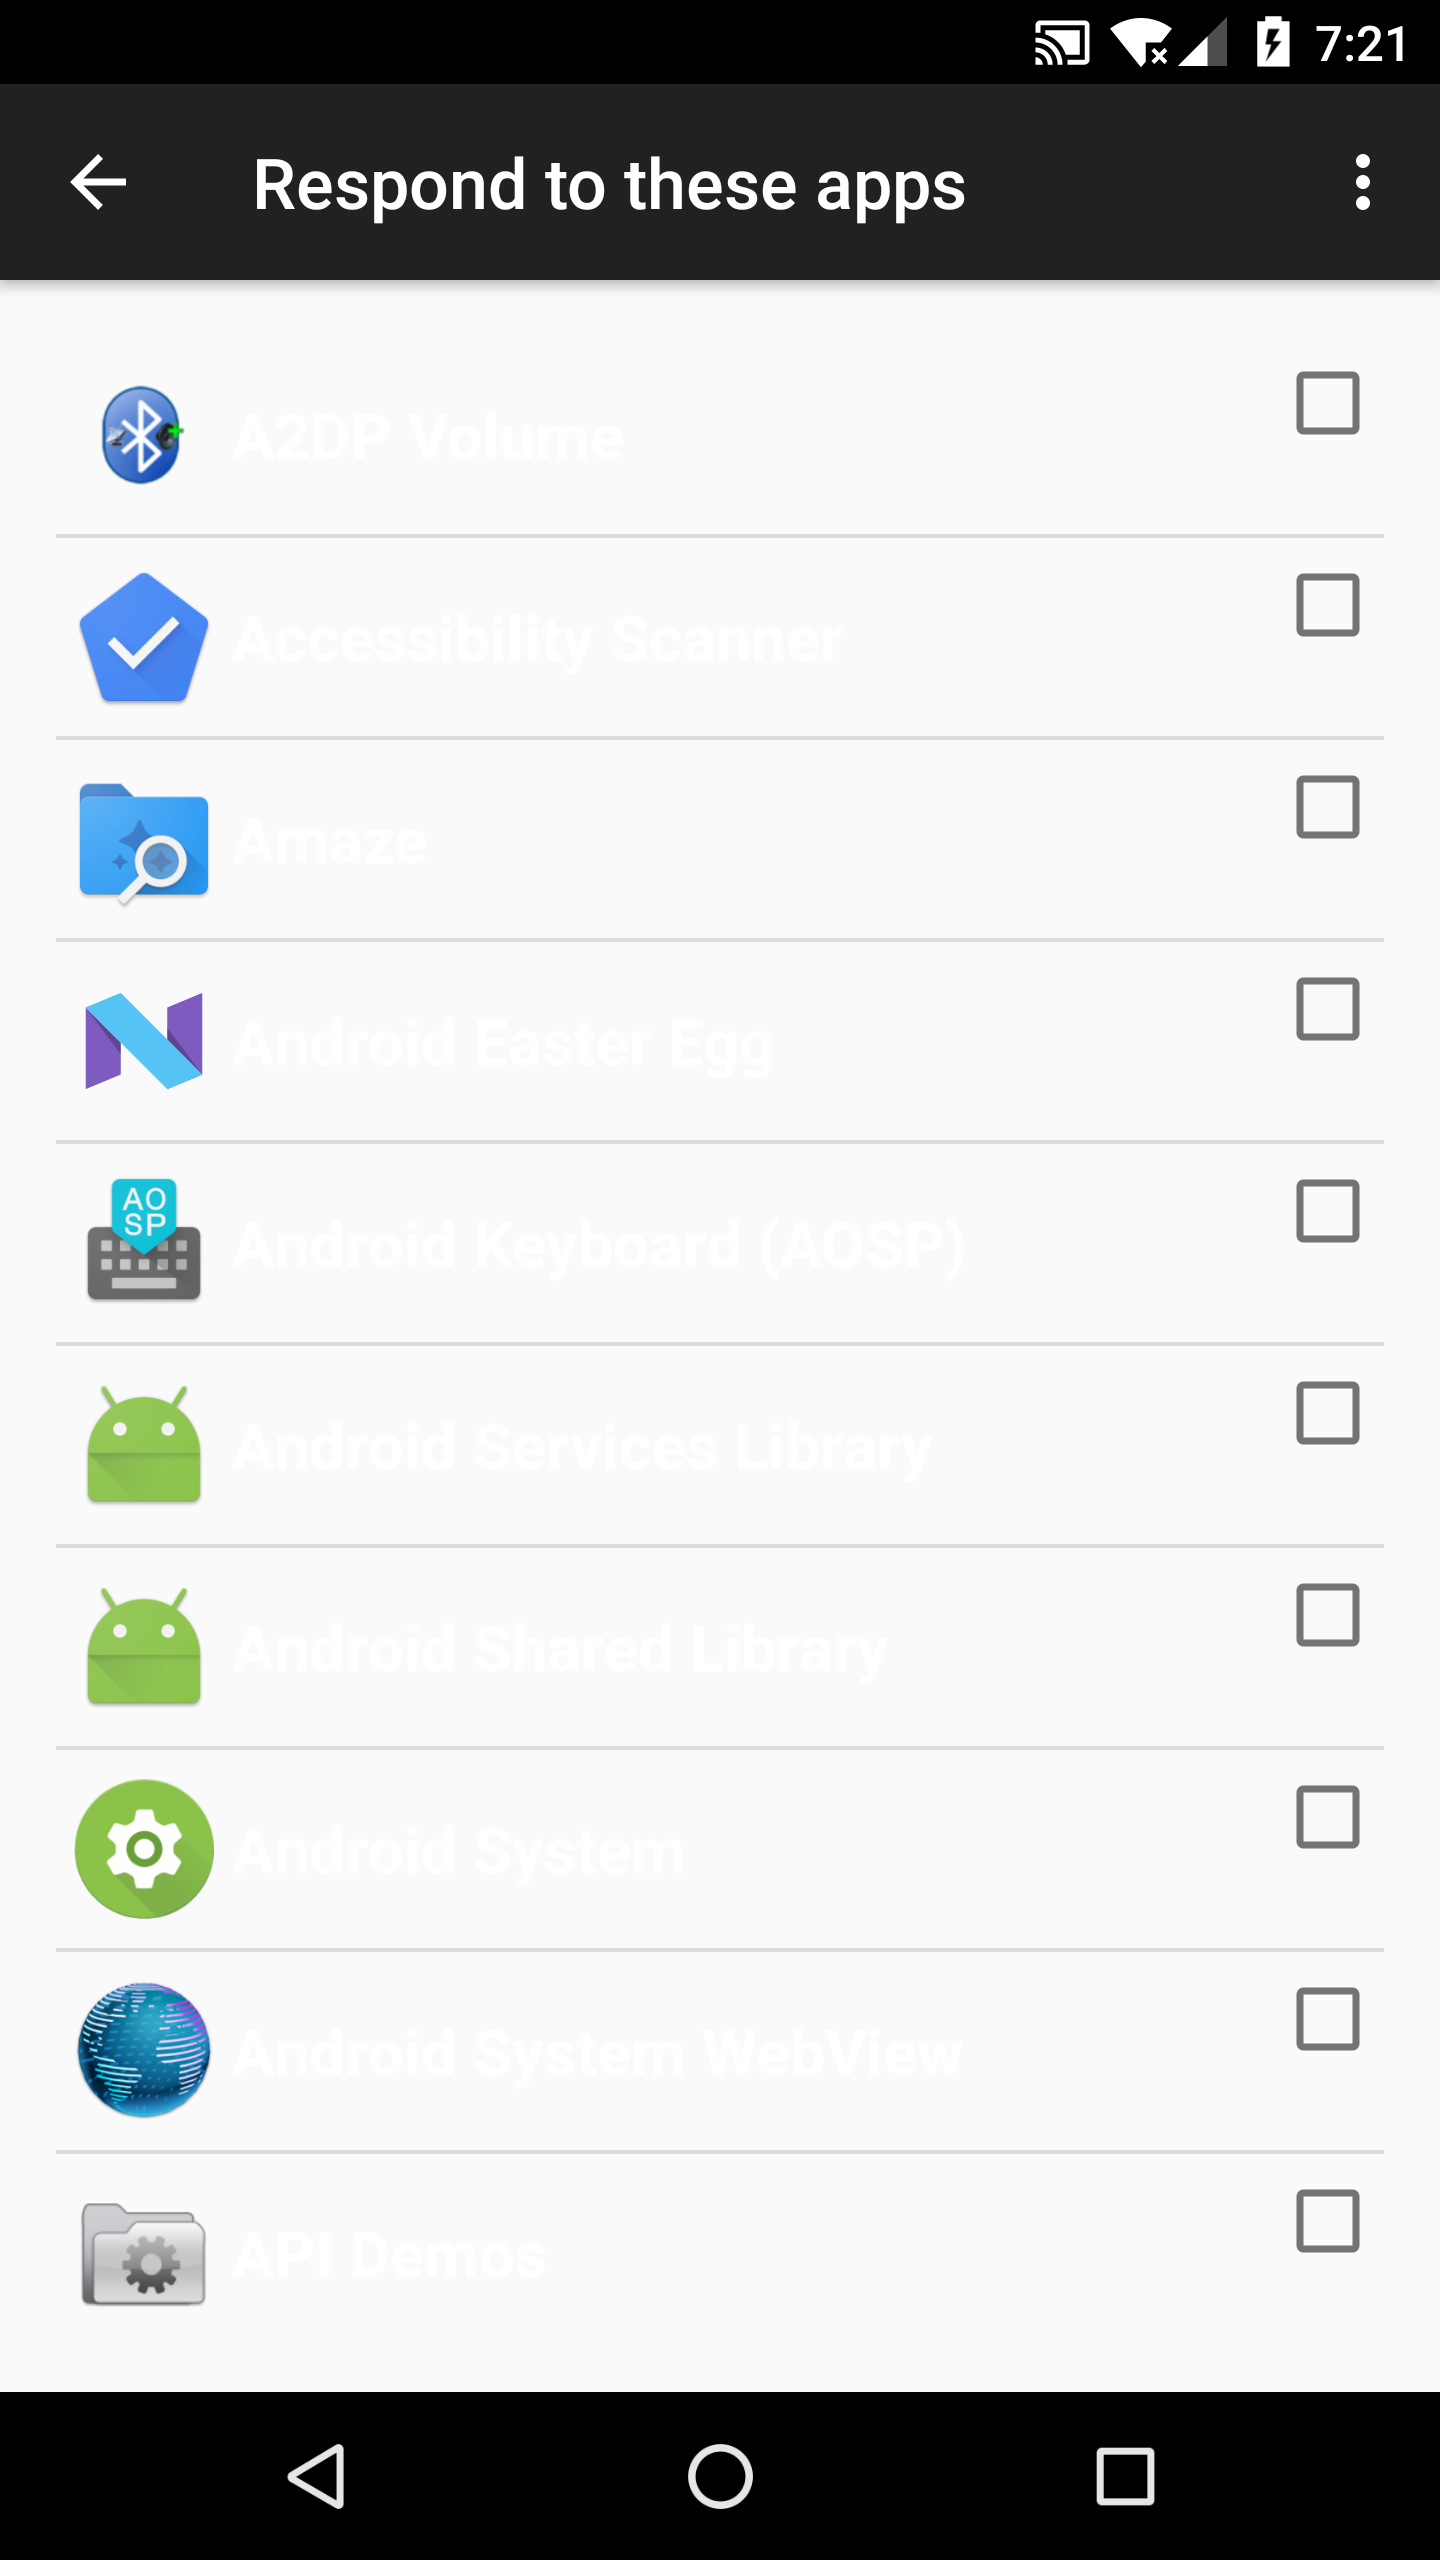 7:21
Respond to these apps
A2DP Volume
Accessibility Scanner
Amaze
Android Easter Egg
AO
SP
Android Keyboard (AOSP)
Android Services Library
Android Shared Library
Android System
Android System WebView
API Demos